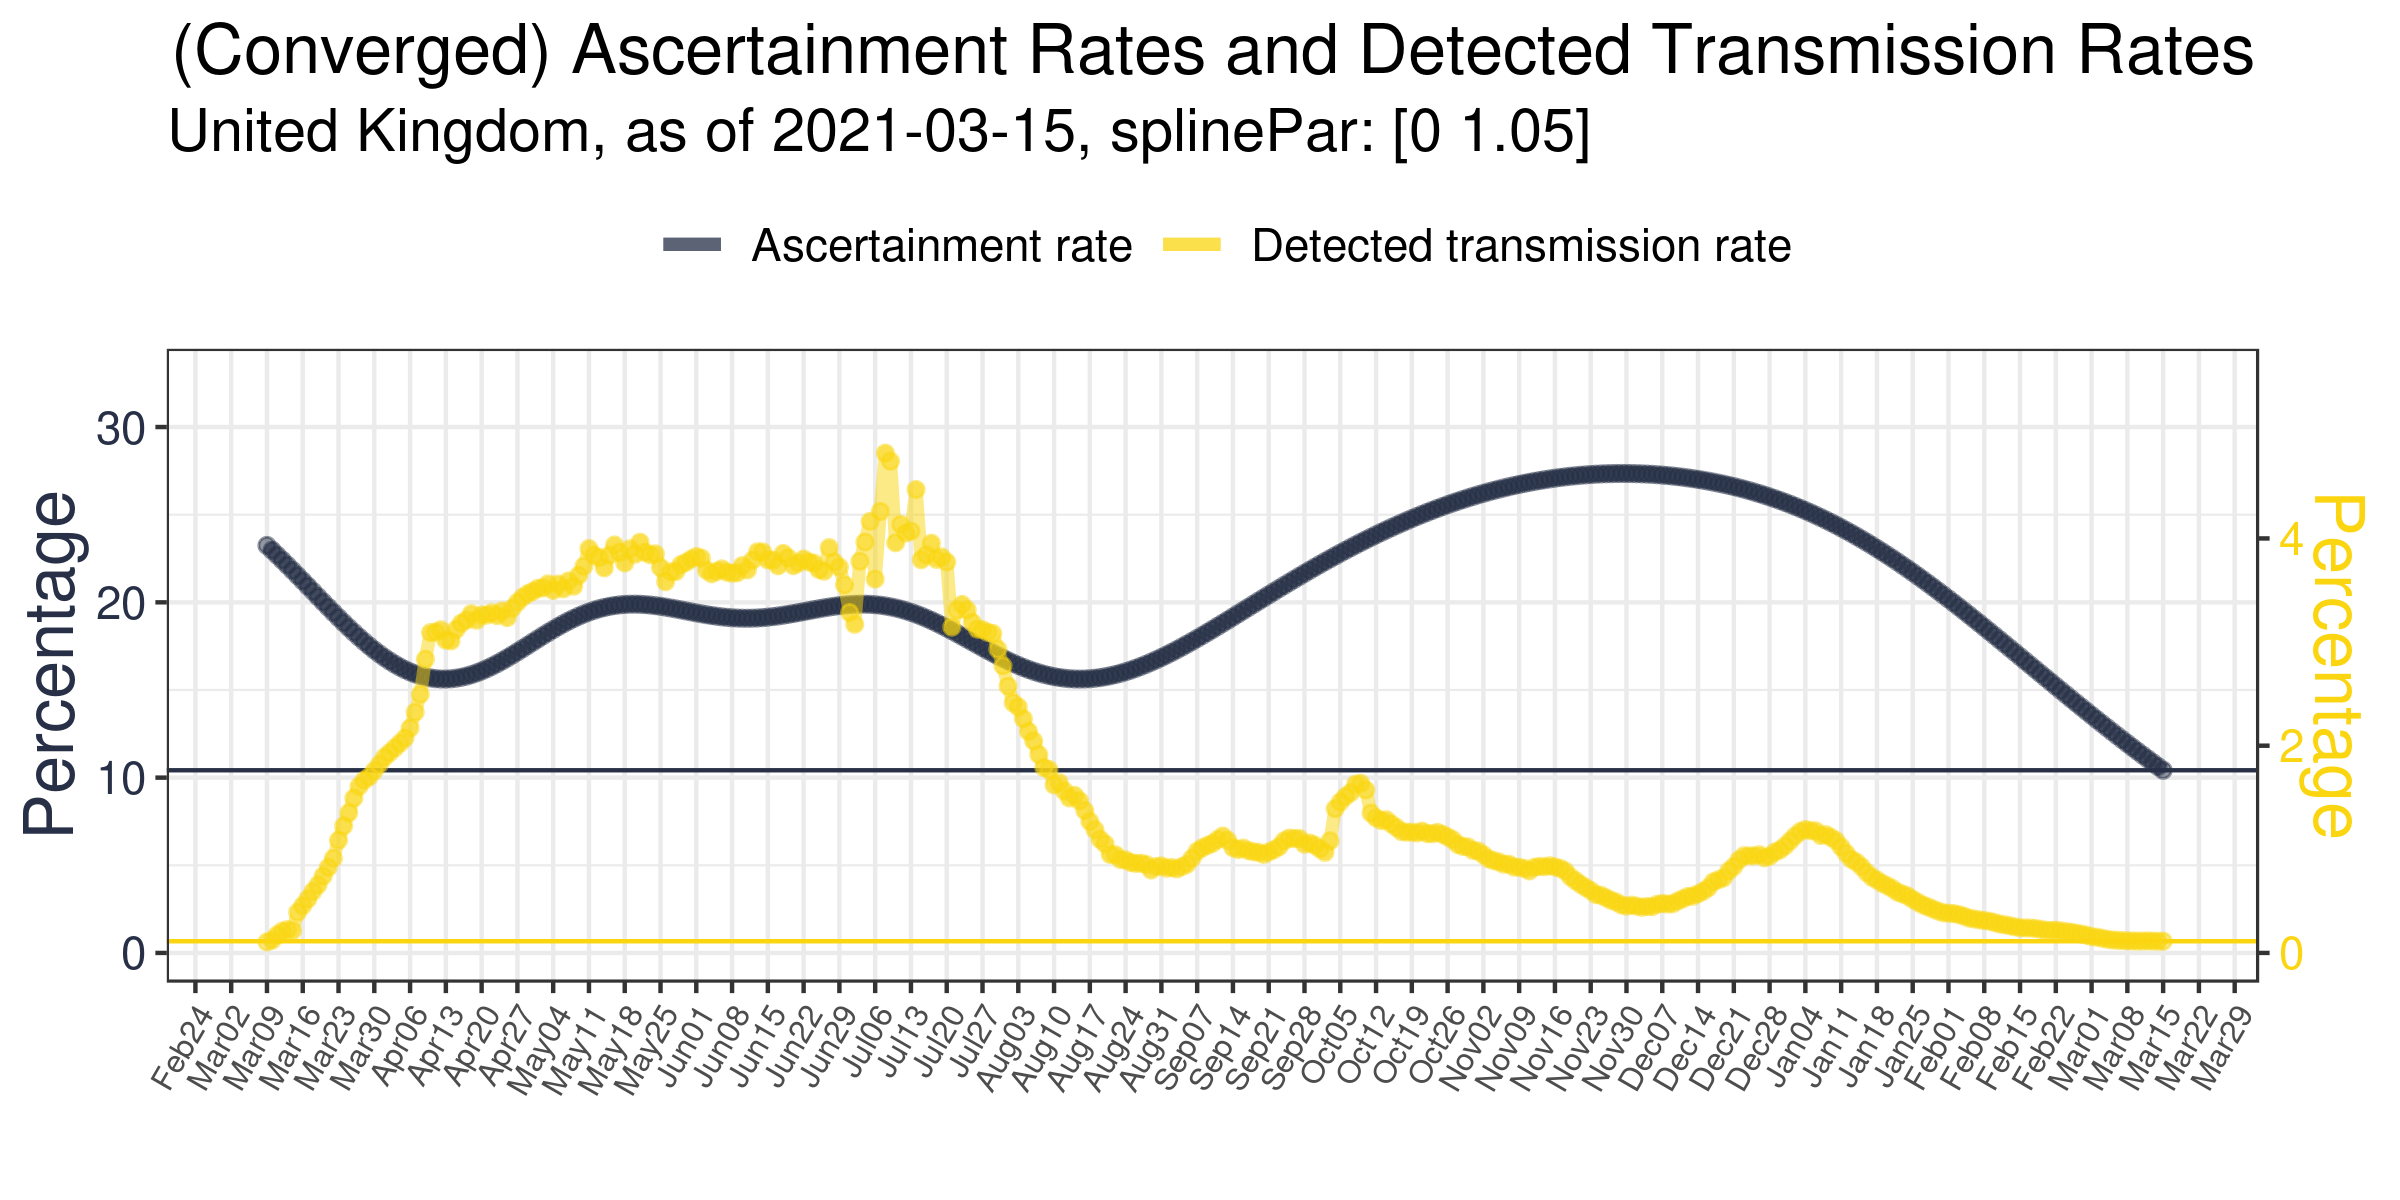 (Converged) Ascertainment Rates and Detected Transmission Rates
United Kingdom, as of 2021-03-15, splinePar: [0 1.05]
Ascertainment rate Detected transmission rate
Percentage
30
20
10
0
4
2
0
Percentage
Feb24 Mar02 Mar09 Mar16 Mar23 Mar30 Apr06 Apr13 Apr20 Apr27 May04 May11 May18 May25 Jun01 Jun08 Jun15 Jun22 Jun29 Jul06 Jul13 Jul20 Jul27 Aug03 Aug10 Aug17 Aug24 Aug31 Sep07 Sep14 Sep21 Sep28 Oct05 Oct12 Oct19 Oct26 Nov02 Nov09 Nov16 Nov23 Nov30 Dec07 Dec14 Dec21 Dec28 Jan04 Jan11 Jan18 Jan25 Feb01 Feb08 Feb15 Feb22 Mar01 Mar08 Mar15 Mar22 Mar29